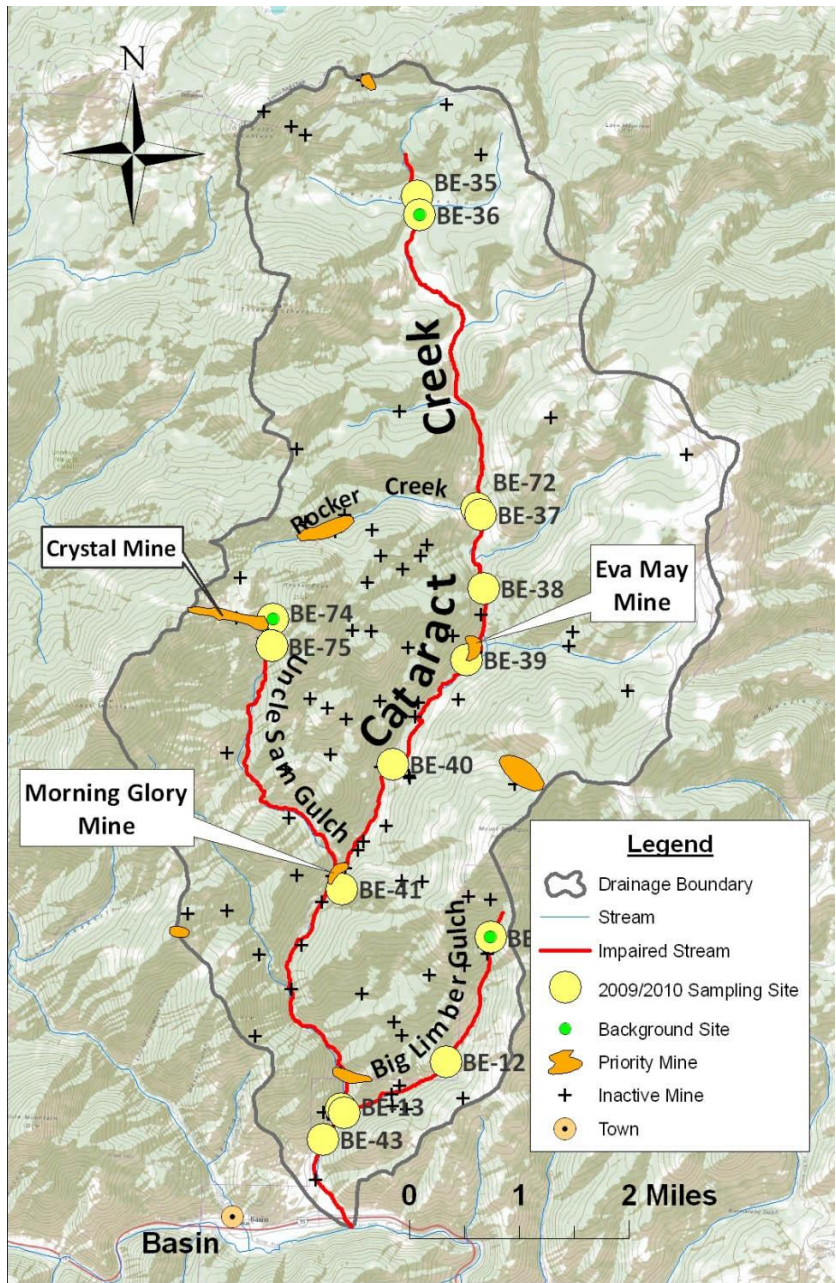 N
BE-35
BE-36
Creek
BE-72
Rocker Creek
BE-37
Crystal Mine
BE-38
Eva May
Mine
BE-74
BE-75
BE-39
Cataract
Uncle Sam Gulch
BE-40
Morning Glory
Mine
BE-41
Big Limber Gulch
BE
BE-12
BE-13
BE-43
Legend
Drainage Boundary
Stream
Impaired Stream
2009/2010 Sampling Site
Background Site
Priority Mine
Inactive Mine
Town
0 1 2 Miles
Basin
Basin